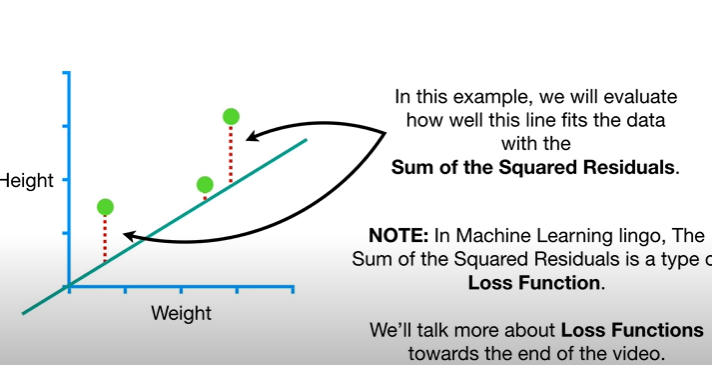 In this example, we will evaluate
how well this line fits the data
with the
Sum of the Squared Residuals.
Height
NOTE: In Machine Learning lingo, The
Sum of the Squared Residuals is a type
Loss Function.
Weight
We'll talk more about Loss Functions
towards the end of the video.